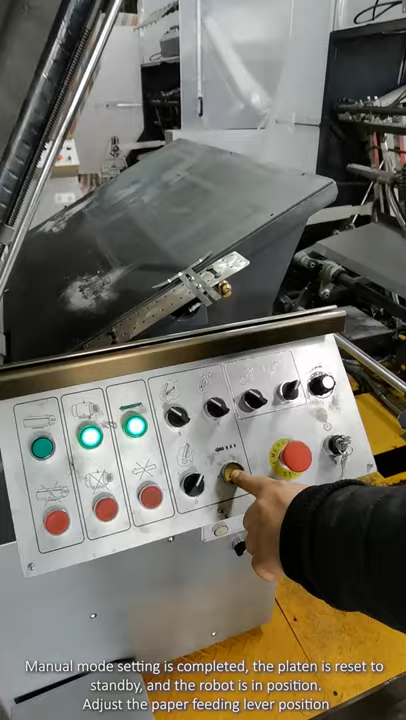 Manual mode setting is completed, the platen is reset to
standby, and the robot is in position.
Adjust the paper feeding lever position